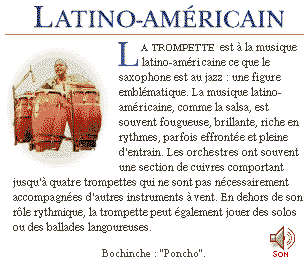 LATINO-AMÉRICAIN
LA TROMPETTE est à la musique
latino-américaine ce que le
saxophone est au jazz : une figure
emblématique. La musique latino-
américaine, comme la salsa, est
souvent fougueuse, brillante, riche en
rythmes, parfois effrontée et pleine
d'entrain. Les orchestres ont souvent
une section de cuivres comportant
jusqu'à quatre trompettes qui ne sont pas nécessairement
accompagnées d'autres instruments à vent. En dehors de son
rôle rythmique, la trompette peut également jouer des solos
ou des ballades langoureuses.
SON
Bochinche : "Poncho".